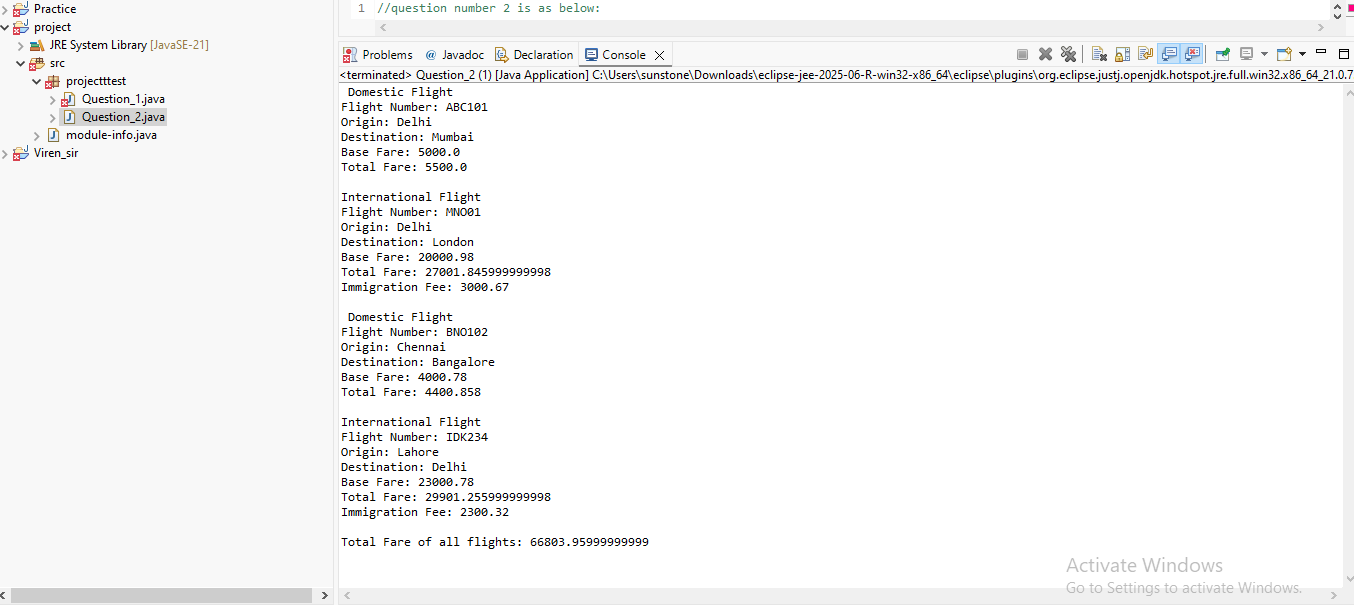 Practice
project
JRE System Library [JavaSE-21]
src
projectttest
Question_1.java
Question_2.java
module-info.java
Viren_sir
1 //question number 2 is as below:
Problems @ Javadoc Declaration Console
<terminated> Question_2 (1) [Java Application] C:\Users\sunstone\Downloads\eclipse-jee-2025-06-R-win32-x86_64\eclipse\plugins\org.eclipse.justj.openjdk.hotspot.jre.full.win32.x86_64_21.0.7
Domestic Flight
Flight Number: ABC101
Origin: Delhi
Destination: Mumbai
Base Fare: 5000.0
Total Fare: 5500.0
International Flight
Flight Number: MNO01
Origin: Delhi
Destination: London
Base Fare: 20000.98
Total Fare: 27001.845999999998
Immigration Fee: 3000.67
Domestic Flight
Flight Number: BNO102
Origin: Chennai
Destination: Bangalore
Base Fare: 4000.78
Total Fare: 4400.858
International Flight
Flight Number: IDK234
Origin: Lahore
Destination: Delhi
Base Fare: 23000.78
Total Fare: 29901.255999999998
Immigration Fee: 2300.32
Total Fare of all flights: 66803.95999999999
Activate Windows
Go to Settings to activate Windows.